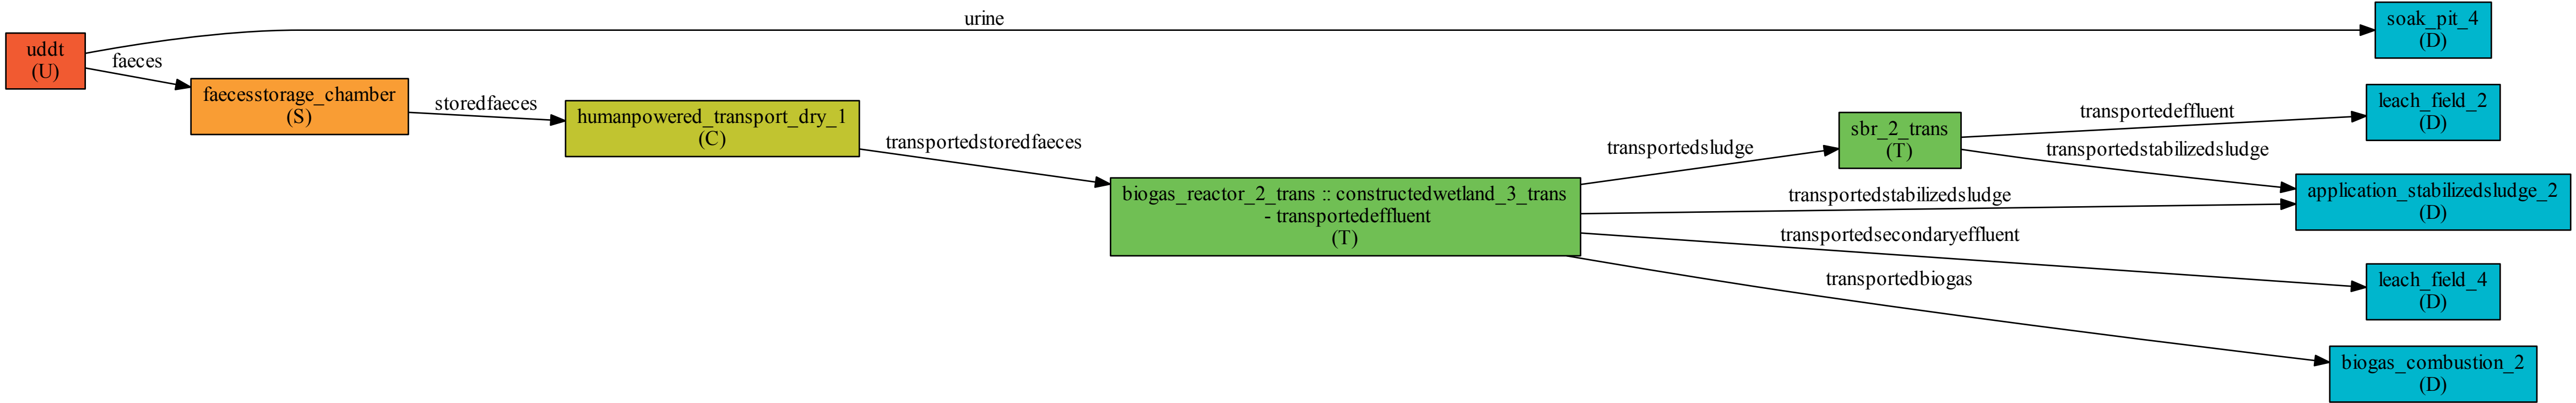 urine
soak_pit_4
(D)
uddt
(U)
faeces
faecesstorage_chamber
(S)
storedfaeces
humanpowered_transport_dry_1
(C)
transportedstoredfaeces
biogas_reactor_2_trans :: constructedwetland_3_trans
- transportedeffluent
(T)
transportedsludge
sbr_2_trans
(T)
transportedeffluent
leach_field_2
(D)
transportedstabilizedsludge
transportedstabilizedsludge
application_stabilizedsludge_2
(D)
transportedsecondaryeffluent
leach_field_4
(D)
transportedbiogas
biogas_combustion_2
(D)